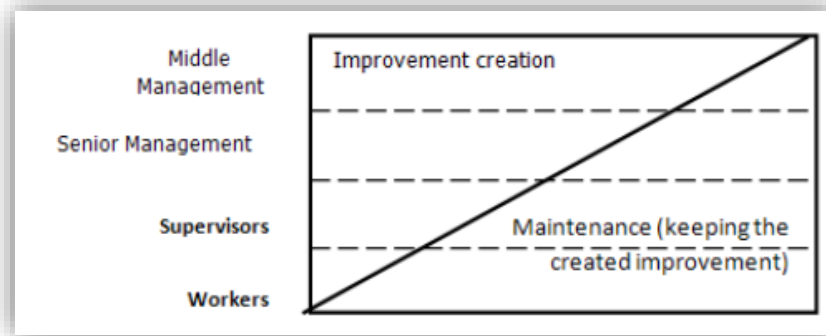 Middle
Management
Improvement creation
Senior Management
Supervisors
Maintenance (keeping the
created improvement)
Workers